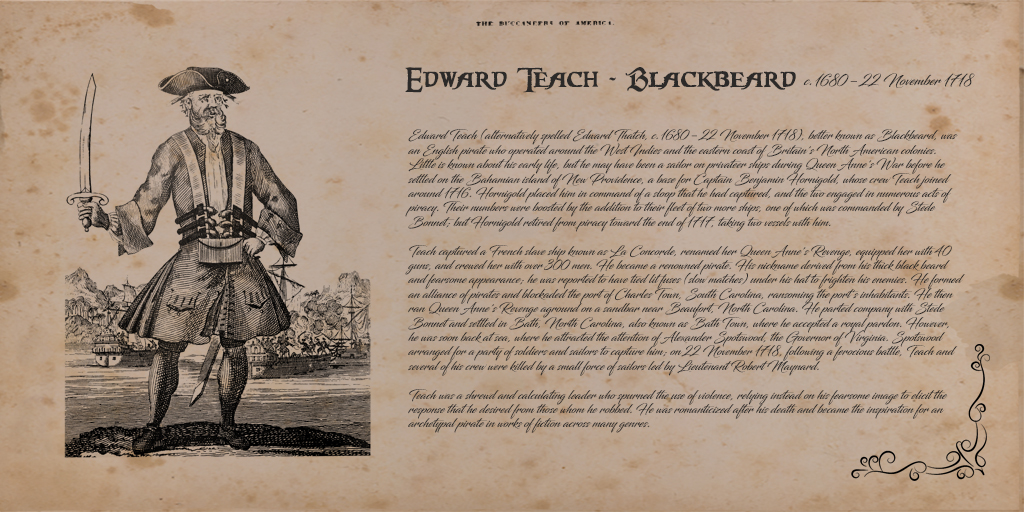 THE BUCCANEERS OF AMERICA.
EDWARD TEACH - BLACKBEARD c. 1680 – 22 November 1718
Edward Teach (alternatively spelled Edward Thatch, c. 1680 – 22 November 1718), better known as Blackbeard, was
an English pirate who operated around the West Indies and the eastern coast of Britain's North American colonies.
Little is known about his early life, but he may have been a sailor on privateer ships during Queen Anne's War before he
settled on the Bahamian island of New Providence, a base for Captain Benjamin Hornigold, whose crew Teach joined
around 1716. Hornigold placed him in command of a sloop that he had captured, and the two engaged in numerous acts of
piracy. Their numbers were boosted by the addition to their fleet of two more ships, one of which was commanded by Stede
Bonnet; but Hornigold retired from piracy toward the end of 1717, taking two vessels with him.
Teach captured a French slave ship known as La Concorde, renamed her Queen Anne's Revenge, equipped her with 40
guns, and crewed her with over 300 men. He became a renowned pirate. His nickname derived from his thick black beard
and fearsome appearance; he was reported to have tied lit fuses (slow matches) under his hat to frighten his enemies. He formed
an alliance of pirates and blockaded the port of Charles Town, South Carolina, ransoming the port's inhabitants. He then
ran Queen Anne's Revenge aground on a sandbar near Beaufort, North Carolina. He parted company with Stede
Bonnet and settled in Bath, North Carolina, also known as Bath Town, where he accepted a royal pardon. However,
he was soon back at sea, where he attracted the attention of Alexander Spotswood, the Governor of Virginia. Spotswood
arranged for a party of soldiers and sailors to capture him; on 22 November 1718, following a ferocious battle, Teach and
several of his crew were killed by a small force of sailors led by Lieutenant Robert Maynard.
Teach was a shrewd and calculating leader who spurned the use of violence, relying instead on his fearsome image to elicit the
response that he desired from those whom he robbed. He was romanticized after his death and became the inspiration for an
archetypal pirate in works of fiction across many genres.